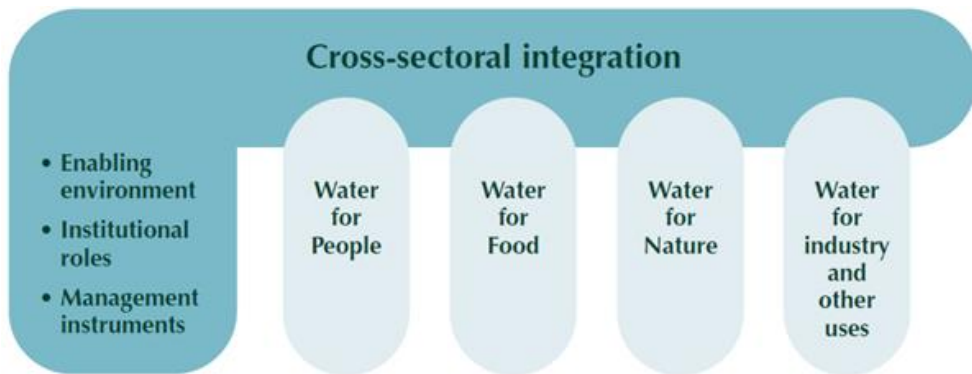 Cross-sectoral integration
• Enabling
environment
• Institutional
roles
• Management
instruments
Water
for
People
Water
for
Food
Water
for
Nature
Water
for
industry
and
other
uses